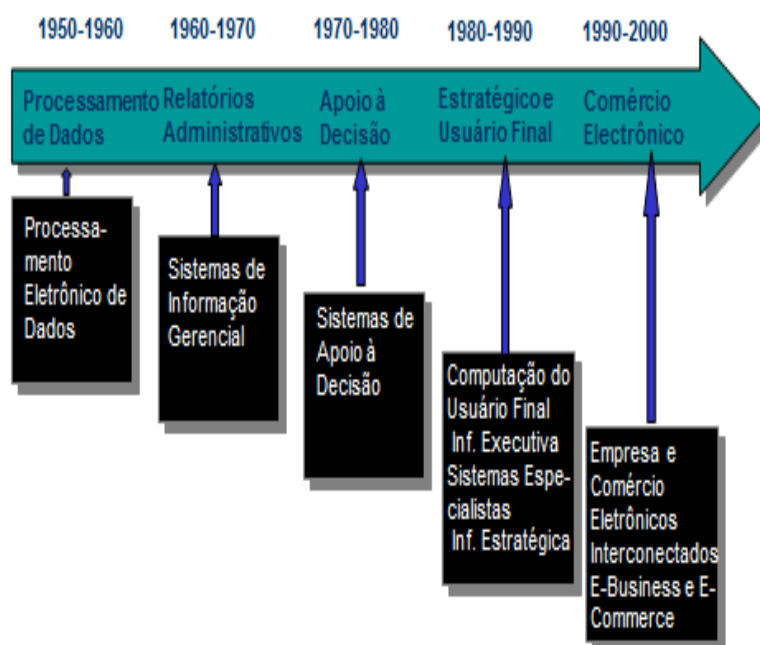 1950-1960
1960-1970
1970-1980
1980-1990
1990-2000
Processamento
de Dados
Relatórios
Administrativos
Apoio à
Decisão
Estratégico e
Usuário Final
Comércio
Electrônico
Processa-
mento
Eletrônico de
Dados
Sistemas de
Informação
Gerencial
Sistemas de
Apoio à
Decisão
Computação do
Usuário Final
Inf. Executiva
Sistemas Espe-
cialistas
Inf. Estratégica
Empresa e
Comércio
Eletrônicos
Interconectados
E-Business e E-
Commerce